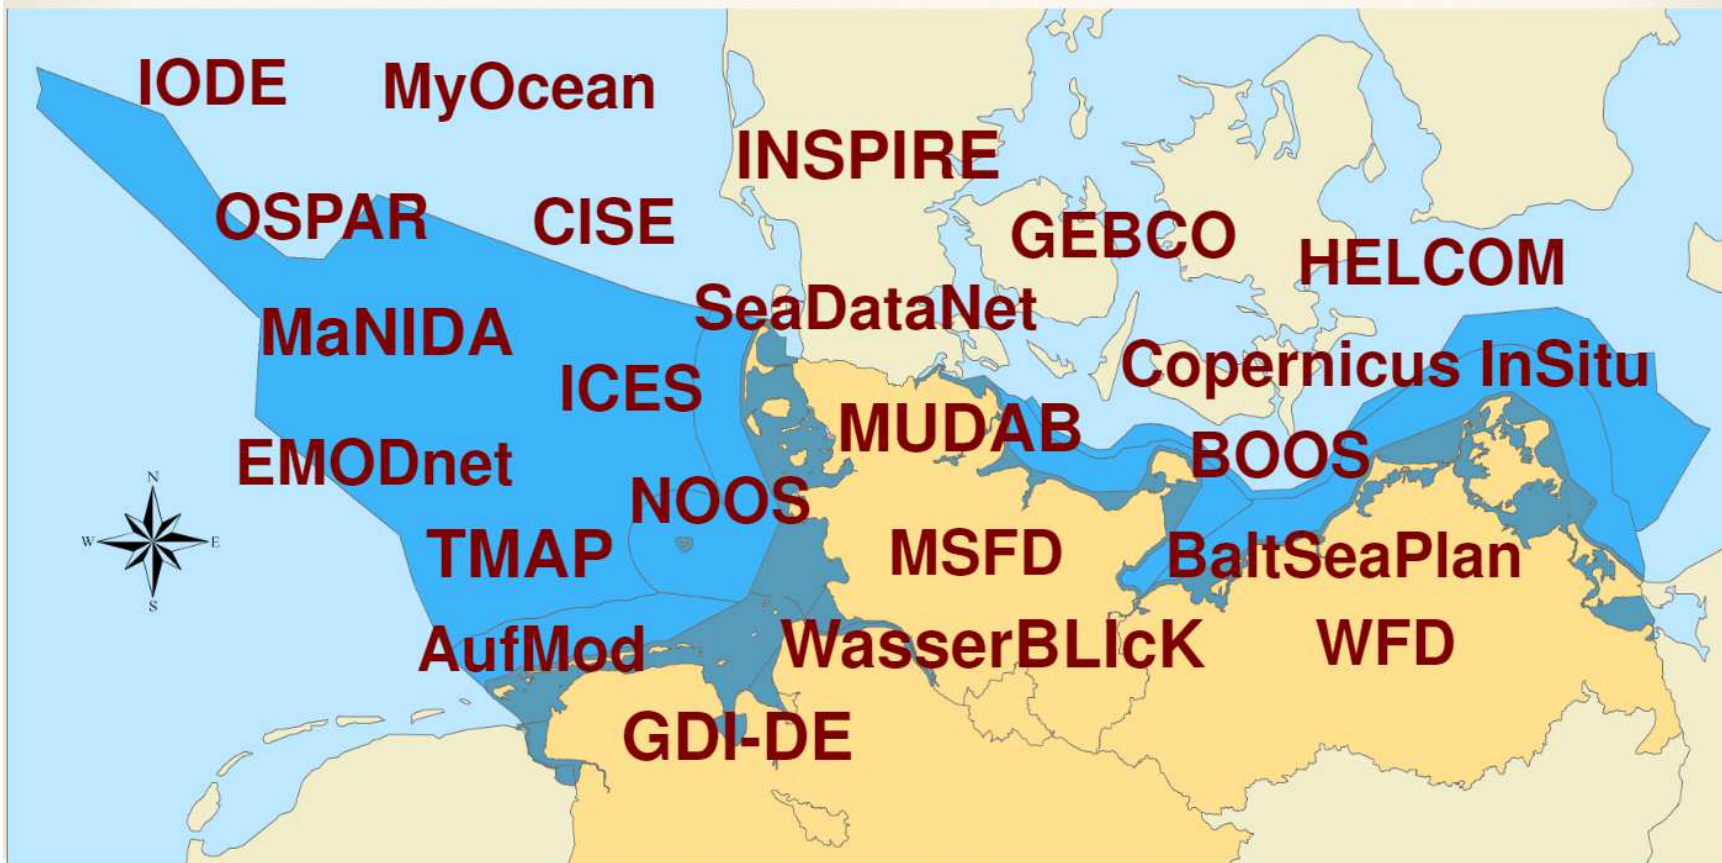 IODE
MyOcean
INSPIRE
OSPAR
CISE
GEBCO
HELCOM
SeaDataNet
MaNIDA
ICES
Copernicus InSitu
MUDAB
EMODnet
BOOS
NOOS
N
W
E
S
TMAP
MSFD
BaltSeaPlan
AufMod
WasserBLIcK
WFD
GDI-DE